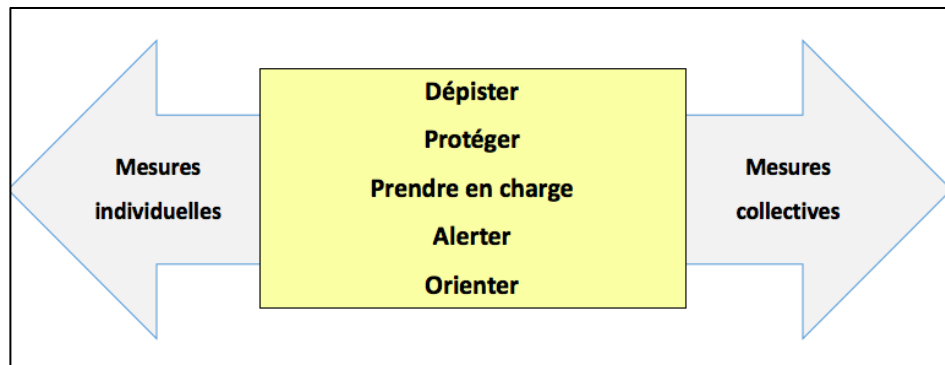 Mesures
individuelles
Dépister
Protéger
Prendre en charge
Alerter
Orienter
Mesures
collectives